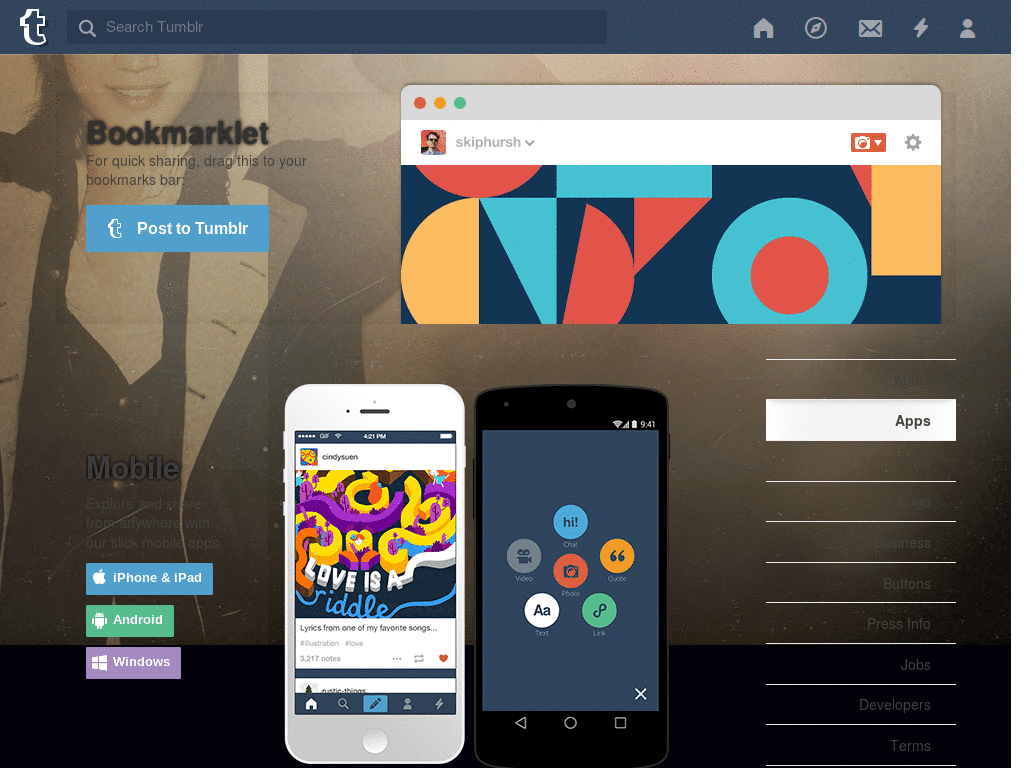 t
Search Tumblr
skiphursh
Bookmarklet
For quick sharing, drag this to your
bookmarks bar:
t Post to Tumblr
About
Apps
Logo
Business
Buttons
Press Info
Jobs
Developers
Terms
Mobile
Explore and share
from anywhere with
our slick mobile apps.
iPhone & iPad
Android
Windows
GIF
4:21 PM
cindysuen
LOVE IS A
riddle
Lyrics from one of my favorite songs...
#illustration #love
3,217 notes
rustic-things
9:41
hi!
Chat
Video
Quote
Photo
Aa
Text
Link